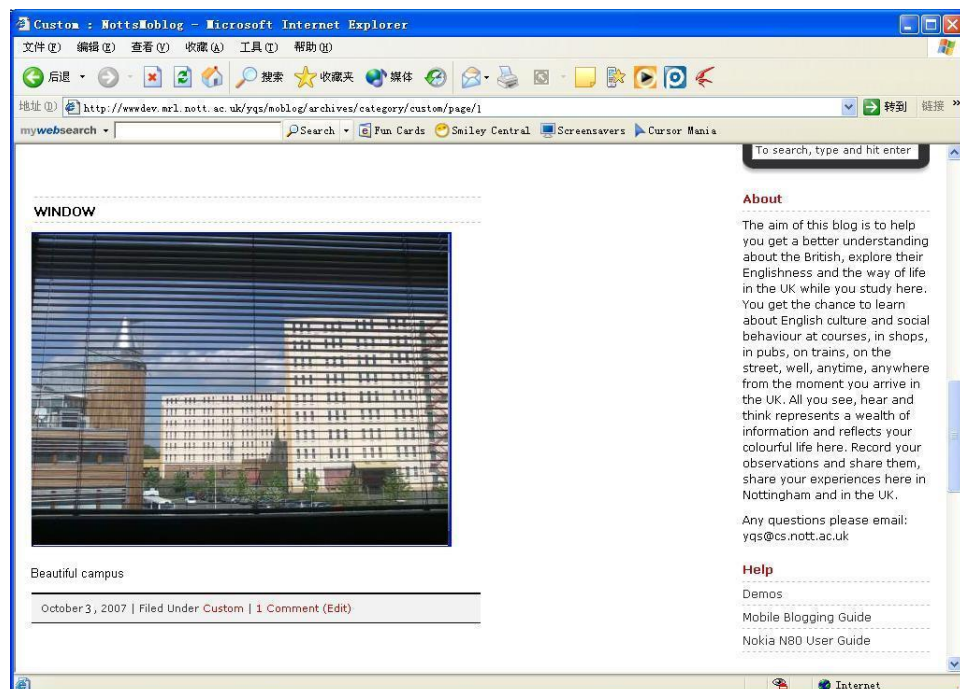 Custom : NottsMoblog - Microsoft Internet Explorer
文件(F) 编辑(E) 查看(V) 收藏(A) 工具(T) 帮助(H)
后退 搜索 收藏夹 媒体
地址(D) http://wwwdev.mrl.nott.ac.uk/yqs/moblog/archives/category/custom/page/1 转到 链接 »
mywebsearch Search Fun Cards Smiley Central Screensavers Cursor Mania
To search, type and hit enter
WINDOW
Beautiful campus
October 3, 2007 | Filed Under Custom | 1 Comment (Edit)
About
The aim of this blog is to help
you get a better understanding
about the British, explore their
Englishness and the way of life
in the UK while you study here.
You get the chance to learn
about English culture and social
behaviour at courses, in shops,
in pubs, on trains, on the
street, well, anytime, anywhere
from the moment you arrive in
the UK. All you see, hear and
think represents a wealth of
information and reflects your
colourful life here. Record your
observations and share them,
share your experiences here in
Nottingham and in the UK.
Any questions please email:
yqs@cs.nott.ac.uk
Help
Demos
Mobile Blogging Guide
Nokia N80 User Guide
Internet